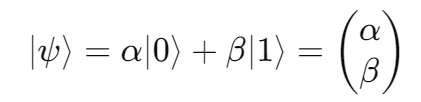 |ψ⟩ = α|0⟩ + β|1⟩ = (α
β)